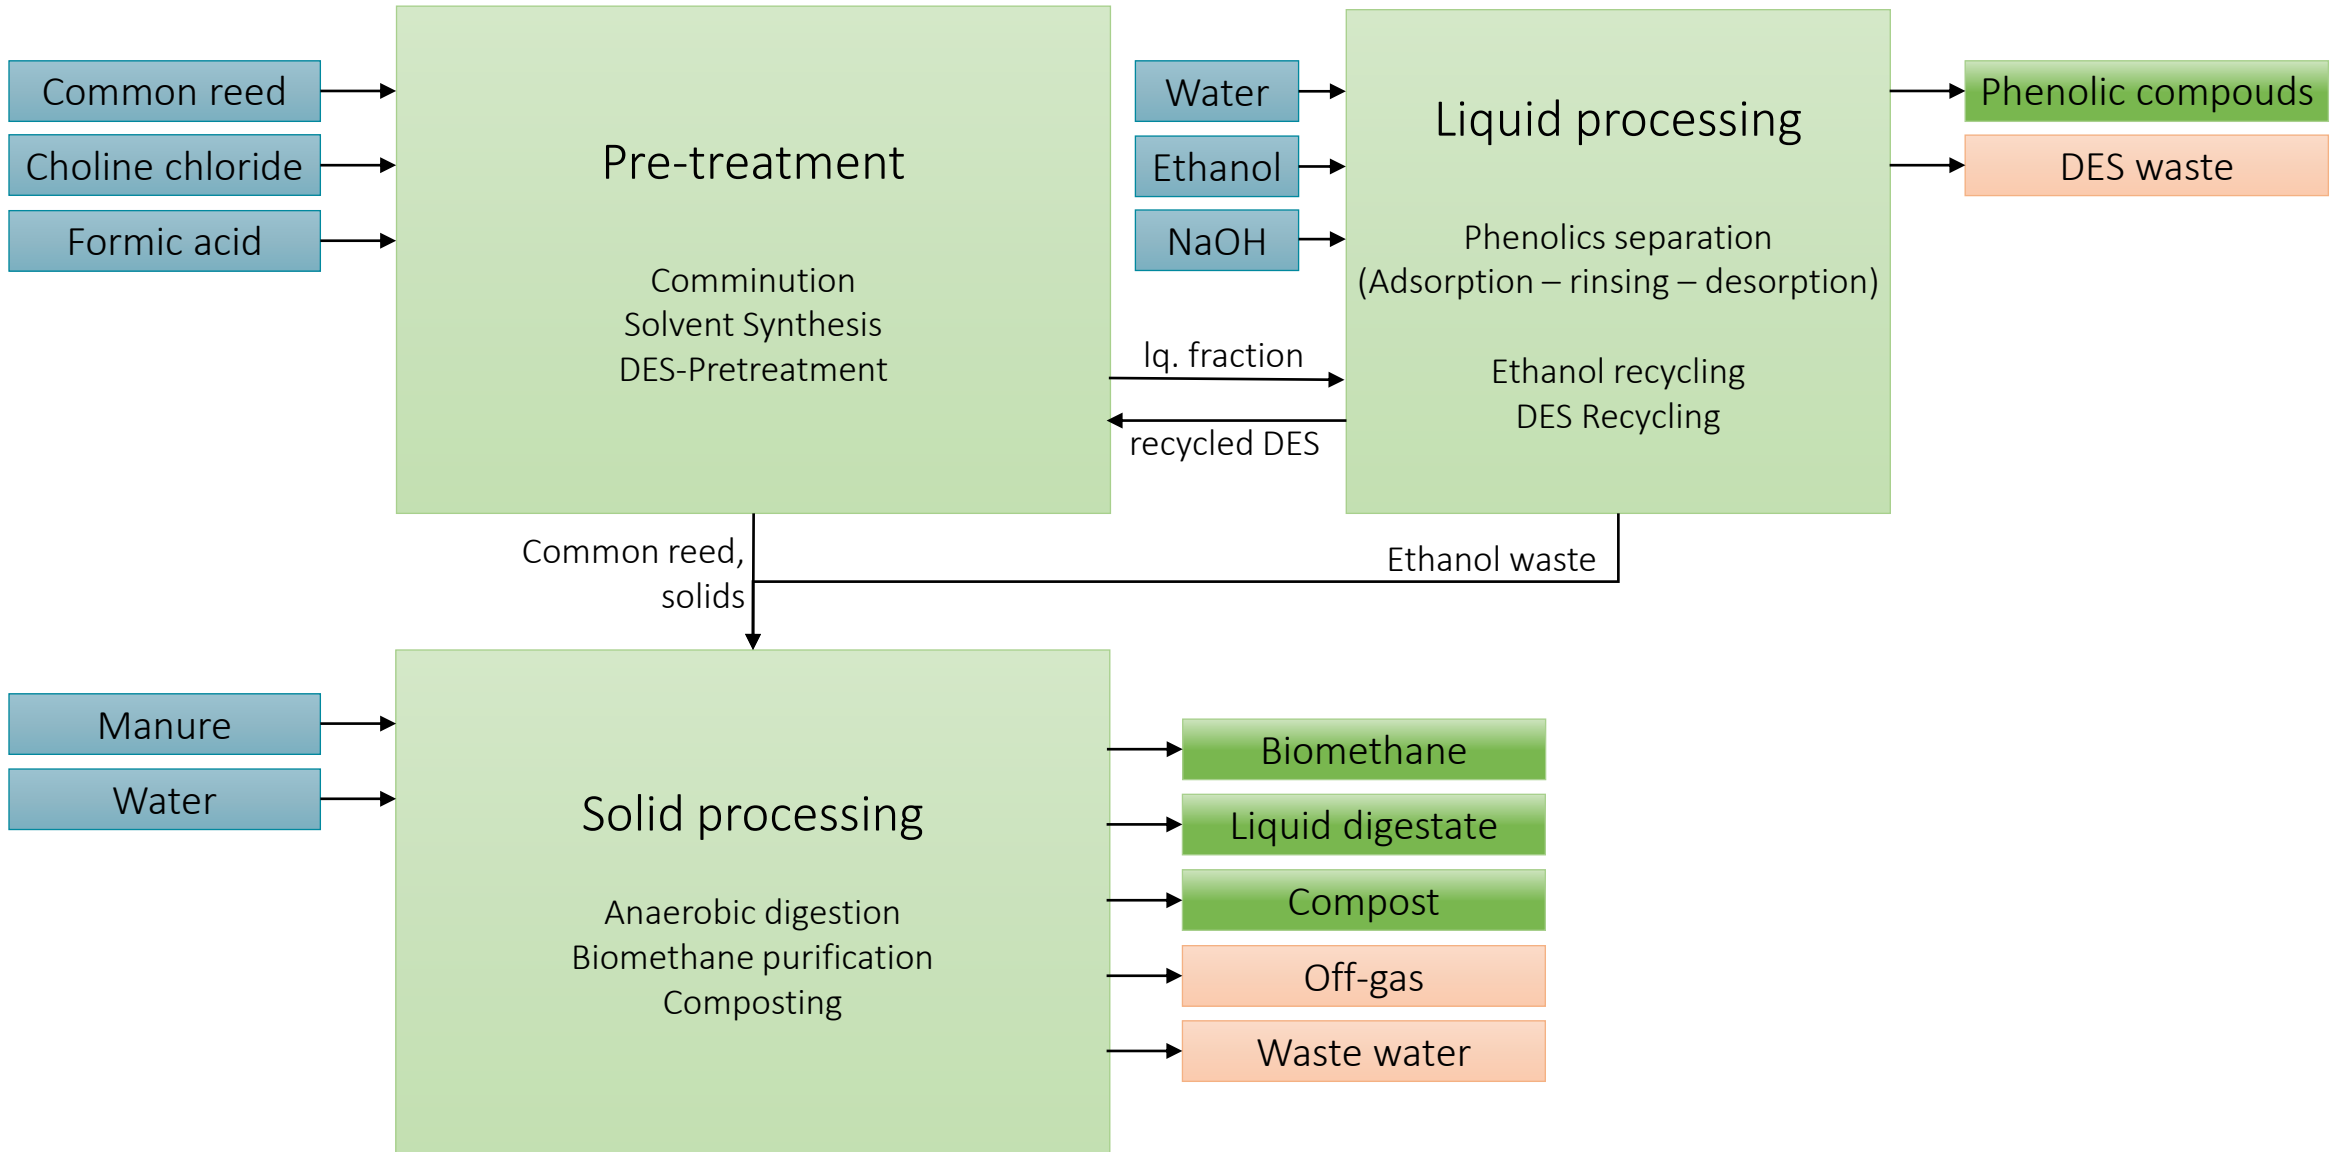 Common reed
Choline chloride
Formic acid
Pre-treatment
Comminution
Solvent Synthesis
DES-Pretreatment
Water
Ethanol
NaOH
lq. fraction
recycled DES
Liquid processing
Phenolics separation
(Adsorption – rinsing – desorption)
Ethanol recycling
DES Recycling
Phenolic compouds
DES waste
Common reed,
solids
Ethanol waste
Manure
Water
Solid processing
Anaerobic digestion
Biomethane purification
Composting
Biomethane
Liquid digestate
Compost
Off-gas
Waste water